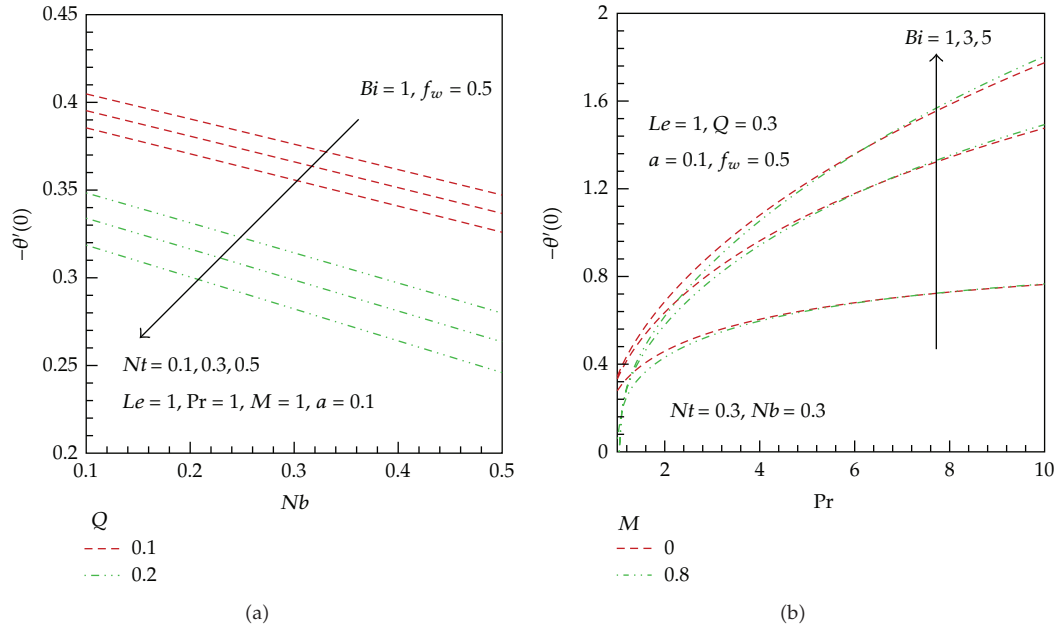 0.45
0.4
0.35
0.3
0.25
0.2
−θ′(0)
Bi = 1, f_w = 0.5
Nt = 0.1, 0.3, 0.5
Le = 1, Pr = 1, M = 1, a = 0.1
0.1 0.2 0.3 0.4 0.5
Nb
Q
0.1
0.2
(a)
2
1.6
1.2
0.8
0.4
0
−θ′(0)
Bi = 1, 3, 5
Le = 1, Q = 0.3
a = 0.1, f_w = 0.5
Nt = 0.3, Nb = 0.3
2 4 6 8 10
Pr
M
0
0.8
(b)